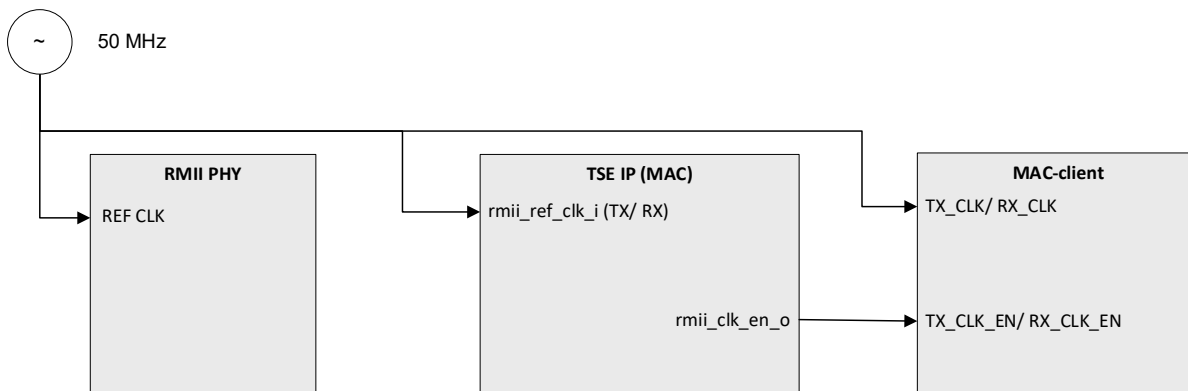 ~
50 MHz
RMII PHY
REF CLK
TSE IP (MAC)
rmii_ref_clk_i (TX/ RX)
rmii_clk_en_o
MAC-client
TX_CLK/ RX_CLK
TX_CLK_EN/ RX_CLK_EN